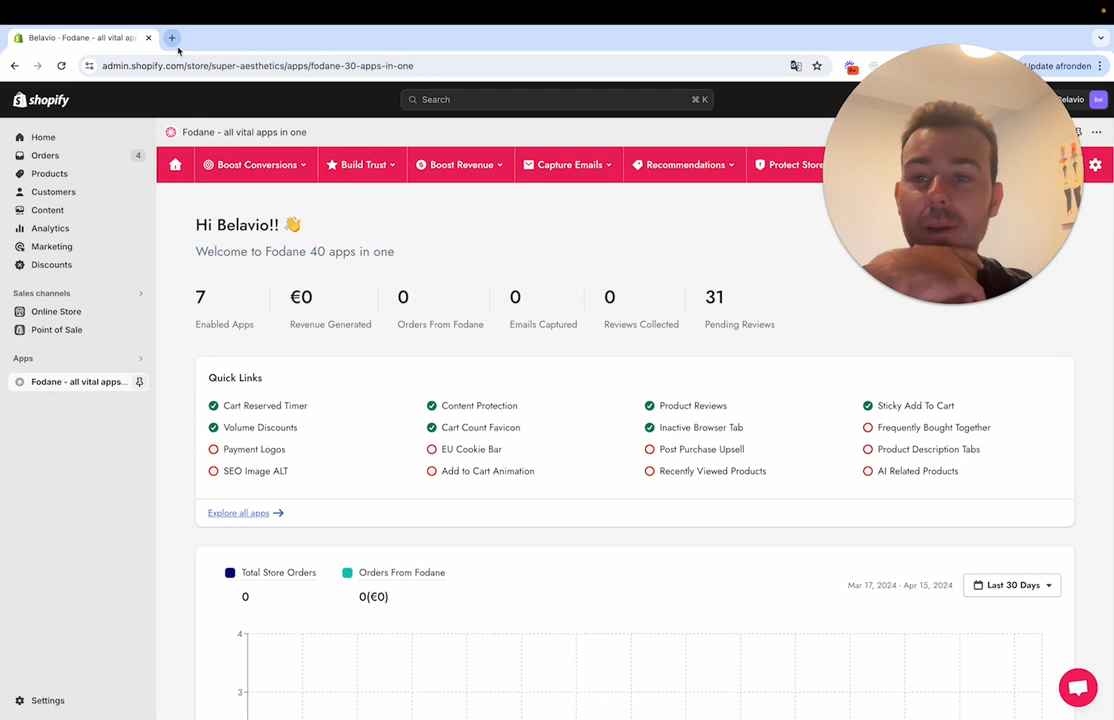 Belavio · Fodane - all vital app
admin.shopify.com/store/super-aesthetics/apps/fodane-30-apps-in-one
9+
Update afronden
shopify
Search
⌘ K
Belavio
Bel
Home
Orders
4
Products
Customers
Content
Analytics
Marketing
Discounts
Sales channels
Online Store
Point of Sale
Apps
Fodane - all vital apps...
Settings
Fodane - all vital apps in one
Boost Conversions
Build Trust
Boost Revenue
Capture Emails
Recommendations
Protect Store
Hi Belavio!! 👋
Welcome to Fodane 40 apps in one
7
€0
0
0
0
31
Enabled Apps
Revenue Generated
Orders From Fodane
Emails Captured
Reviews Collected
Pending Reviews
Quick Links
Cart Reserved Timer
Content Protection
Product Reviews
Sticky Add To Cart
Volume Discounts
Cart Count Favicon
Inactive Browser Tab
Frequently Bought Together
Payment Logos
EU Cookie Bar
Post Purchase Upsell
Product Description Tabs
SEO Image ALT
Add to Cart Animation
Recently Viewed Products
AI Related Products
Explore all apps
Total Store Orders
Orders From Fodane
0
0(€0)
Mar 17, 2024 - Apr 15, 2024
Last 30 Days
4
3